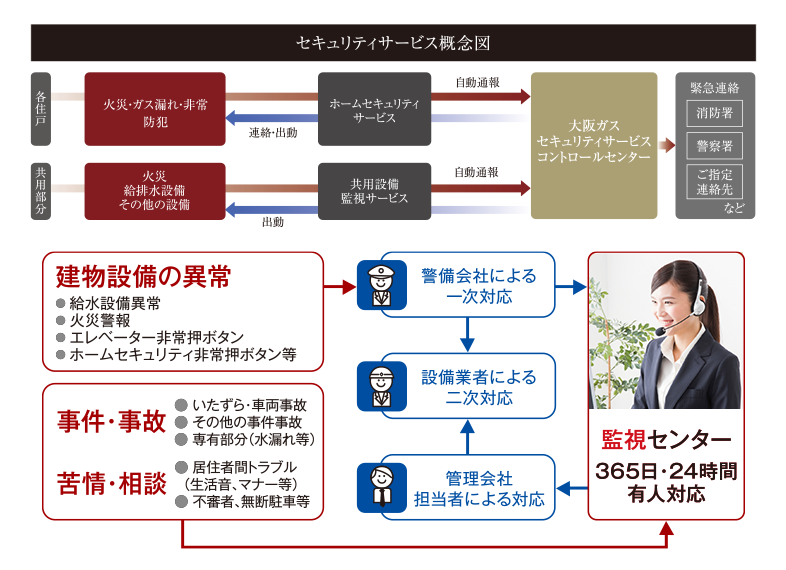 セキュリティサービス概念図
各住戸
火災・ガス漏れ・非常
防犯
連絡・出動
ホームセキュリティ
サービス
自動通報
大阪ガス
セキュリティサービス
コントロールセンター
緊急連絡
消防署
警察署
ご指定
連絡先
など
共用部分
火災
給排水設備
その他の設備
出動
共用設備
監視サービス
自動通報
建物設備の異常
●給水設備異常
●火災警報
●エレベーター非常押ボタン
●ホームセキュリティ非常押ボタン等
事件・事故
●いたずら・車両事故
●その他の事件事故
●専有部分(水漏れ等)
苦情・相談
●居住者間トラブル
(生活音、マナー等)
●不審者、無断駐車等
警備会社による
一次対応
設備業者による
二次対応
管理会社
担当者による対応
監視センター
365日・24時間
有人対応